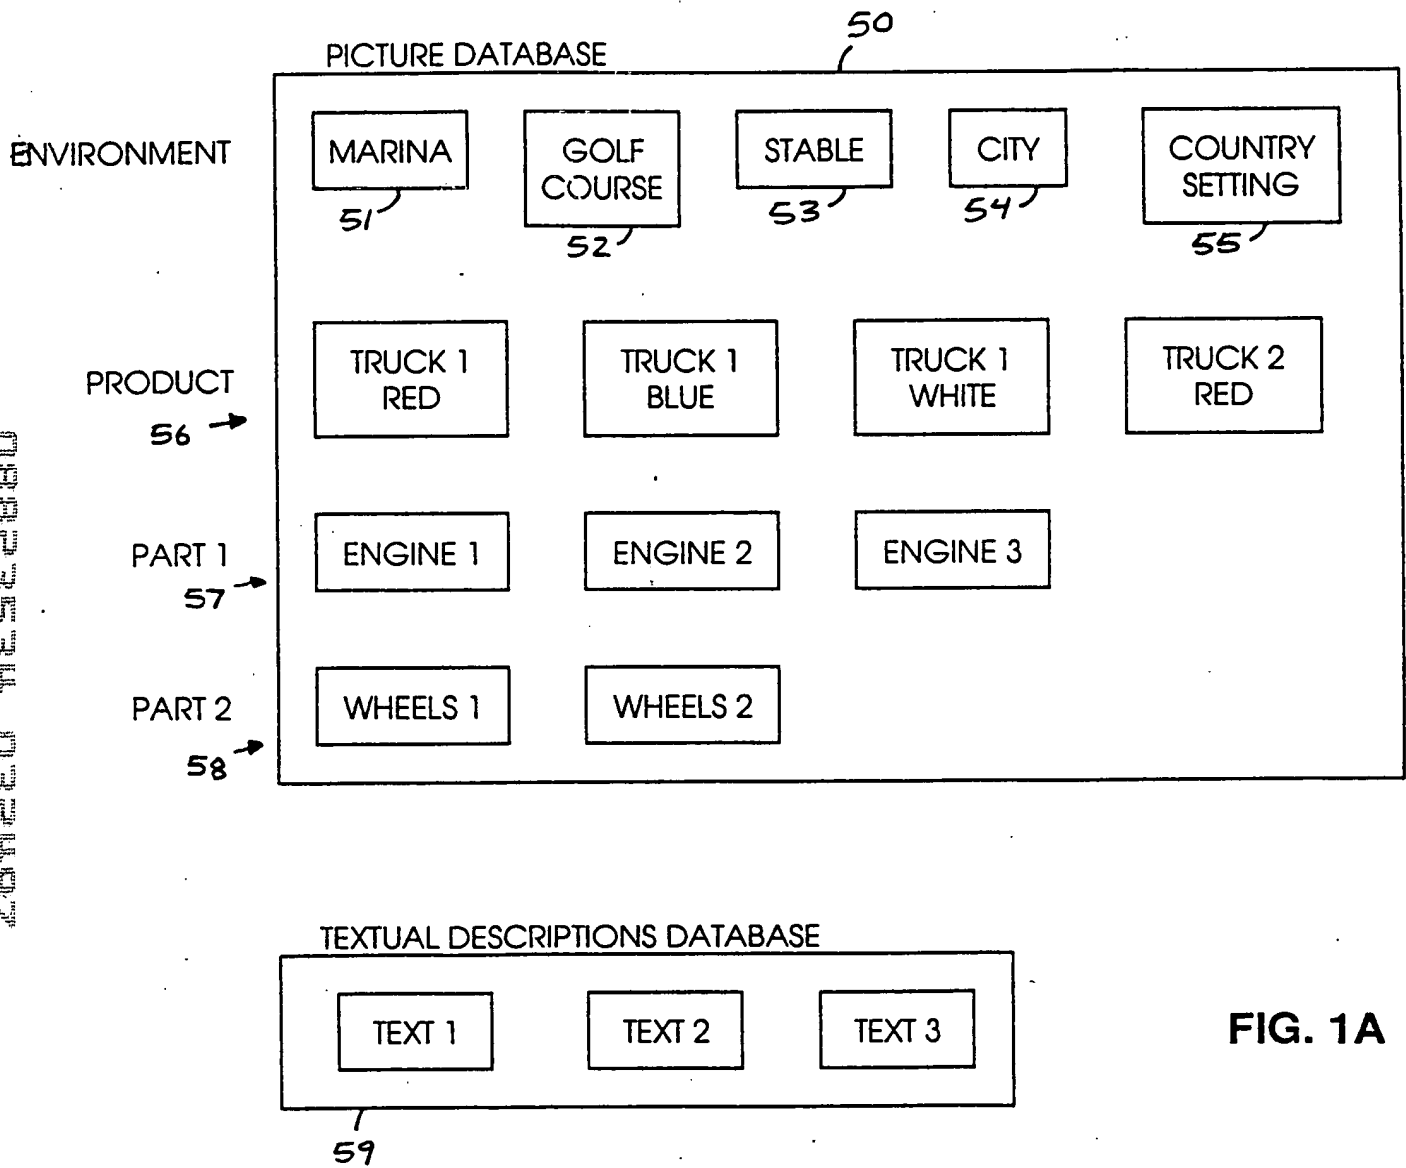 50
PICTURE DATABASE
ENVIRONMENT
MARINA
GOLF
COURSE
STABLE
CITY
COUNTRY
SETTING
51
52
53
54
55
PRODUCT
56
TRUCK 1
RED
TRUCK 1
BLUE
TRUCK 1
WHITE
TRUCK 2
RED
PART 1
57
ENGINE 1
ENGINE 2
ENGINE 3
PART 2
58
WHEELS 1
WHEELS 2
TEXTUAL DESCRIPTIONS DATABASE
TEXT 1
TEXT 2
TEXT 3
59
FIG. 1A